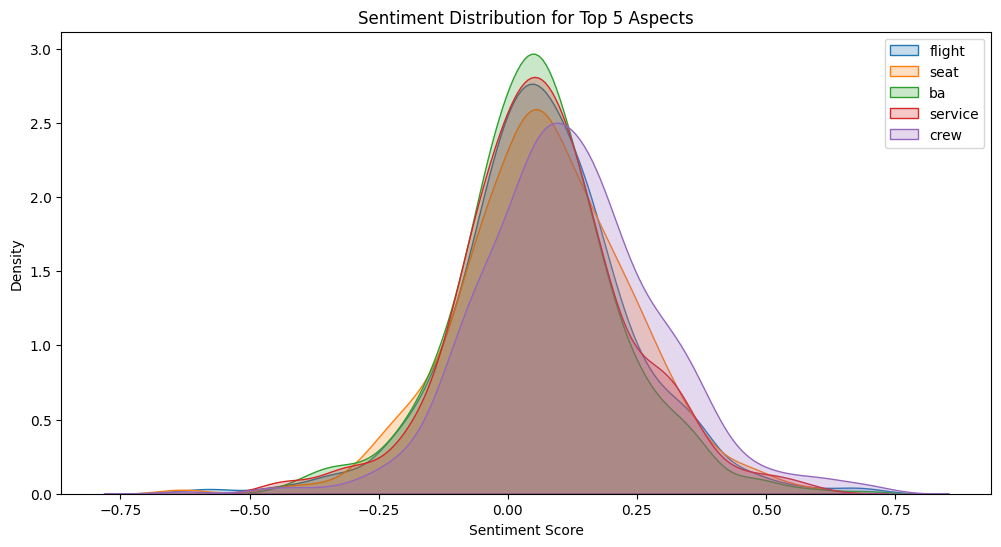 Sentiment Distribution for Top 5 Aspects
3.0
2.5
2.0
1.5
1.0
0.5
0.0
Density
flight
seat
ba
service
crew
−0.75 −0.50 −0.25 0.00 0.25 0.50 0.75
Sentiment Score